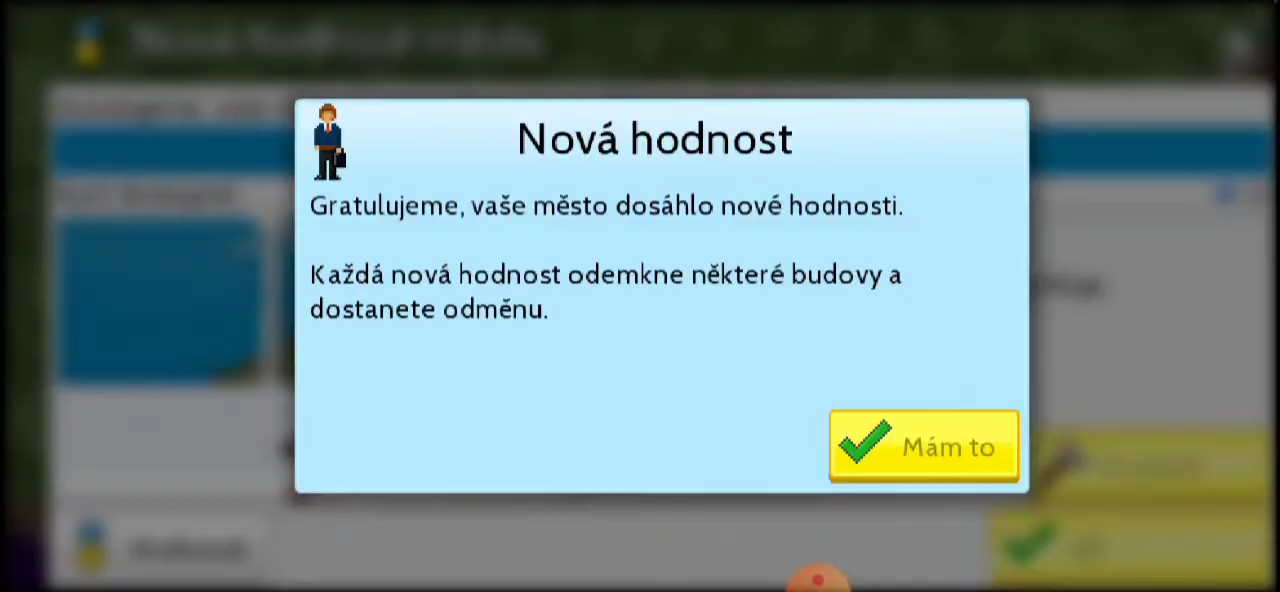 Nová hodnost
Gratulujeme, vaše město dosáhlo nové hodnosti.
Každá nová hodnost odemkne některé budovy a
dostanete odměnu.
Mám to